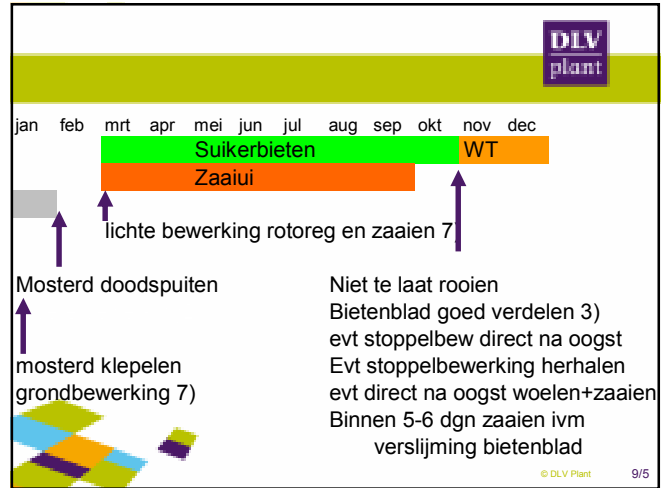 DLV
plant
jan feb mrt apr mei jun jul aug sep okt nov dec
Suikerbieten WT
Zaaiui
lichte bewerking rotoreg en zaaien 7)
Mosterd doodspuiten
mosterd klepelen
grondbewerking 7)
Niet te laat rooien
Bietenblad goed verdelen 3)
evt stoppelbew direct na oogst
Evt stoppelbewerking herhalen
evt direct na oogst woelen+zaaien
Binnen 5-6 dgn zaaien ivm
verslijming bietenblad
© DLV Plant 9/5